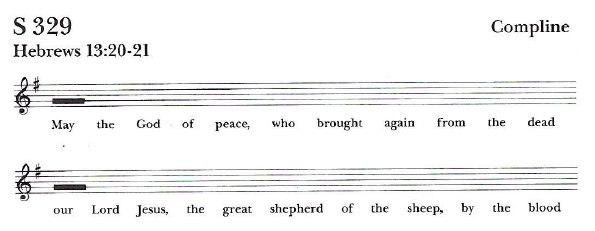 S 329 Compline
Hebrews 13:20-21
May the God of peace, who brought again from the dead
our Lord Jesus, the great shepherd of the sheep, by the blood